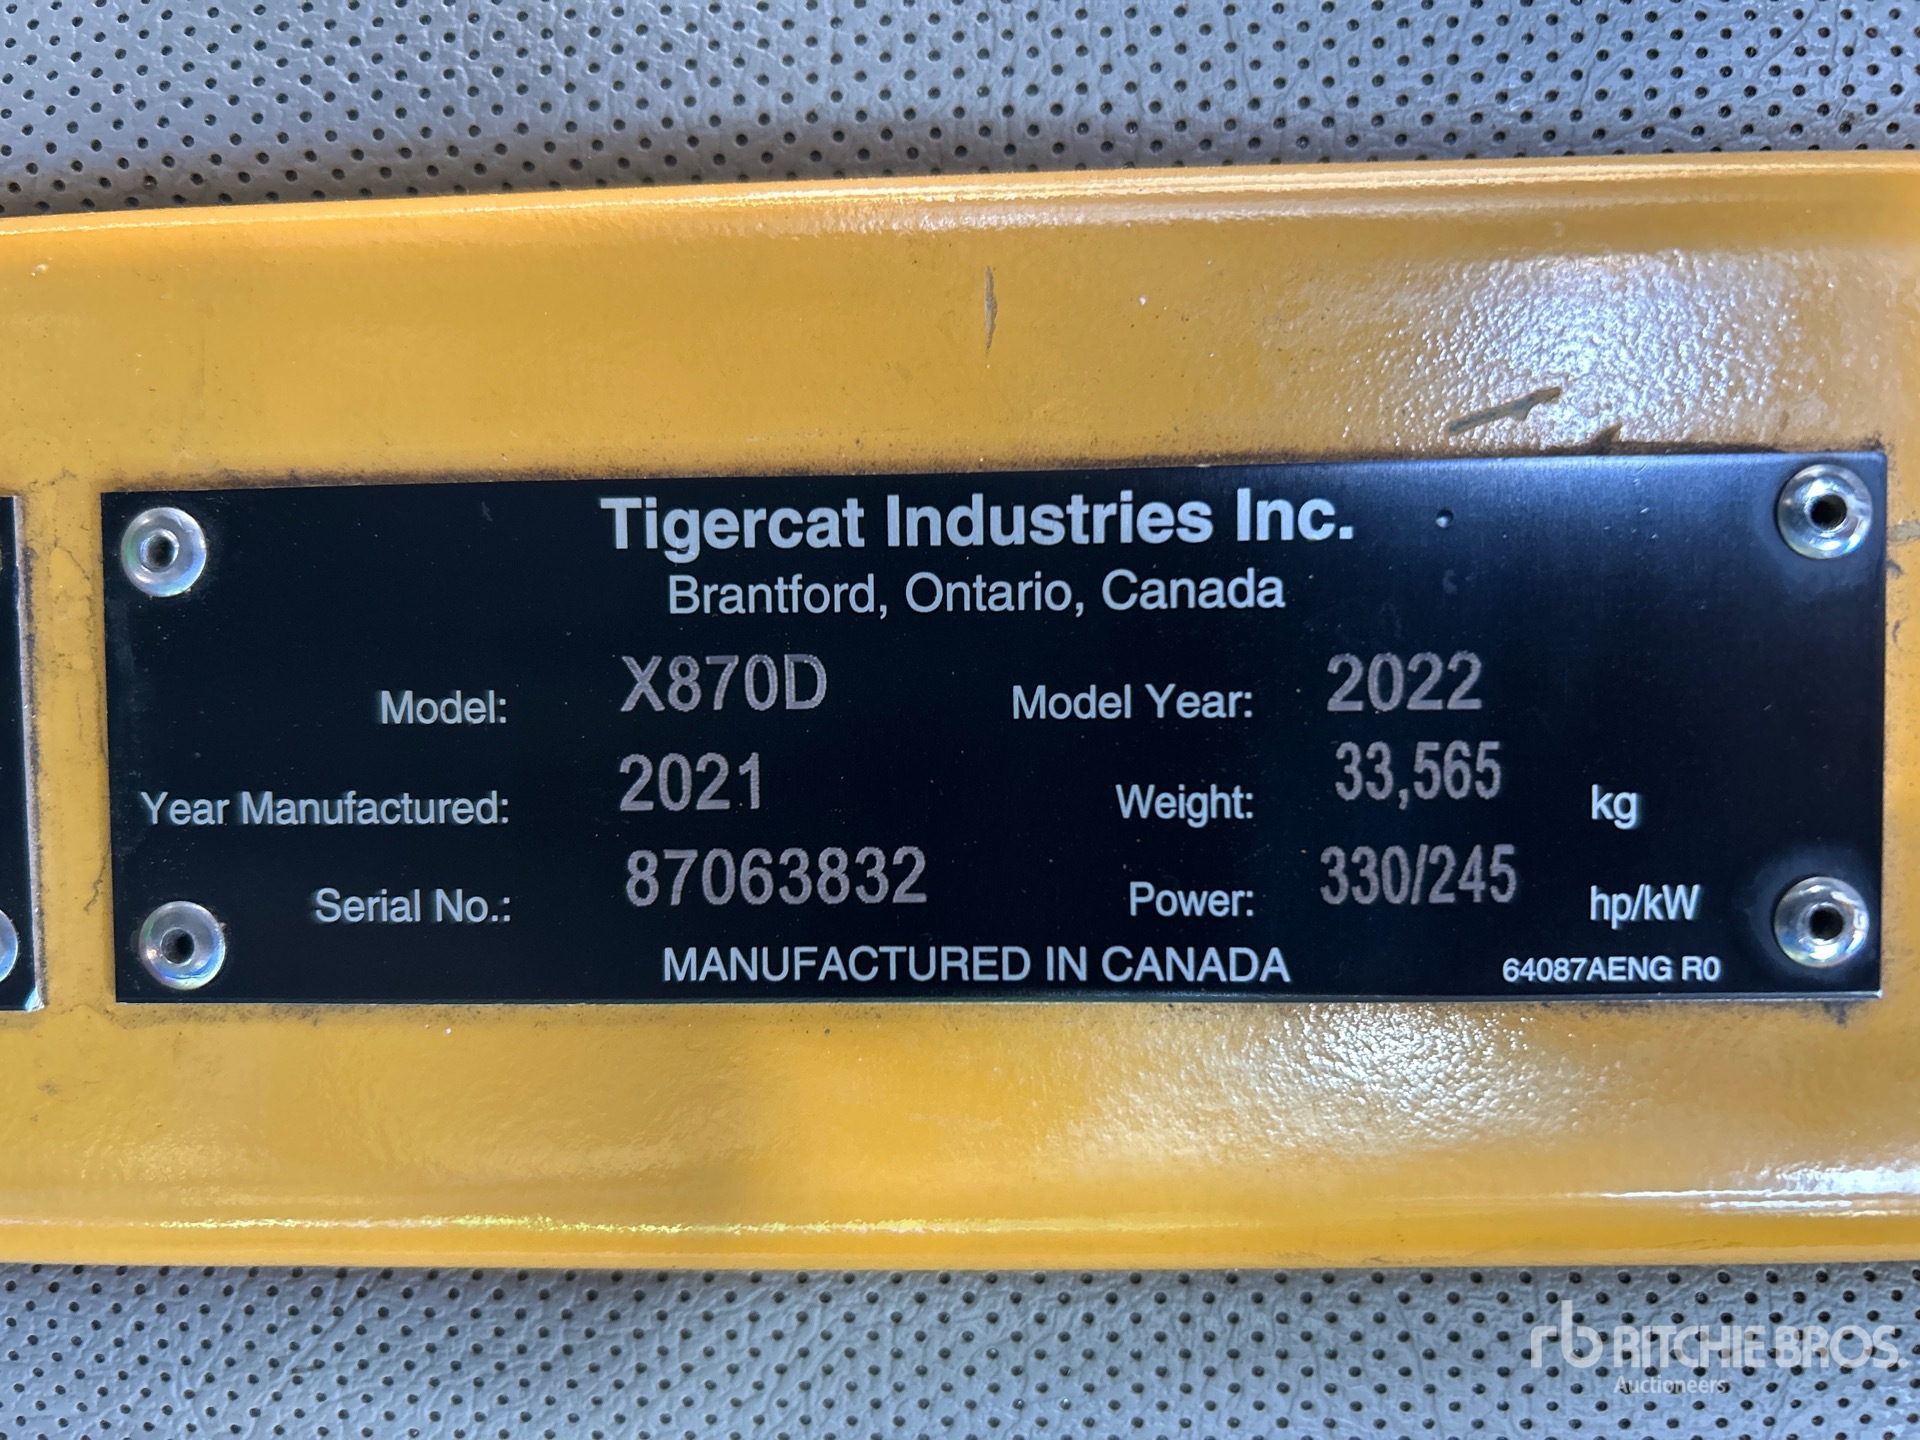 Tigercat Industries Inc.
Brantford, Ontario, Canada
Model: X870D Model Year: 2022
Year Manufactured: 2021 Weight: 33,565 kg
Serial No.: 87063832 Power: 330/245 hp/kW
MANUFACTURED IN CANADA 64087AENG R0
rb RITCHIE BROS.
Auctioneers